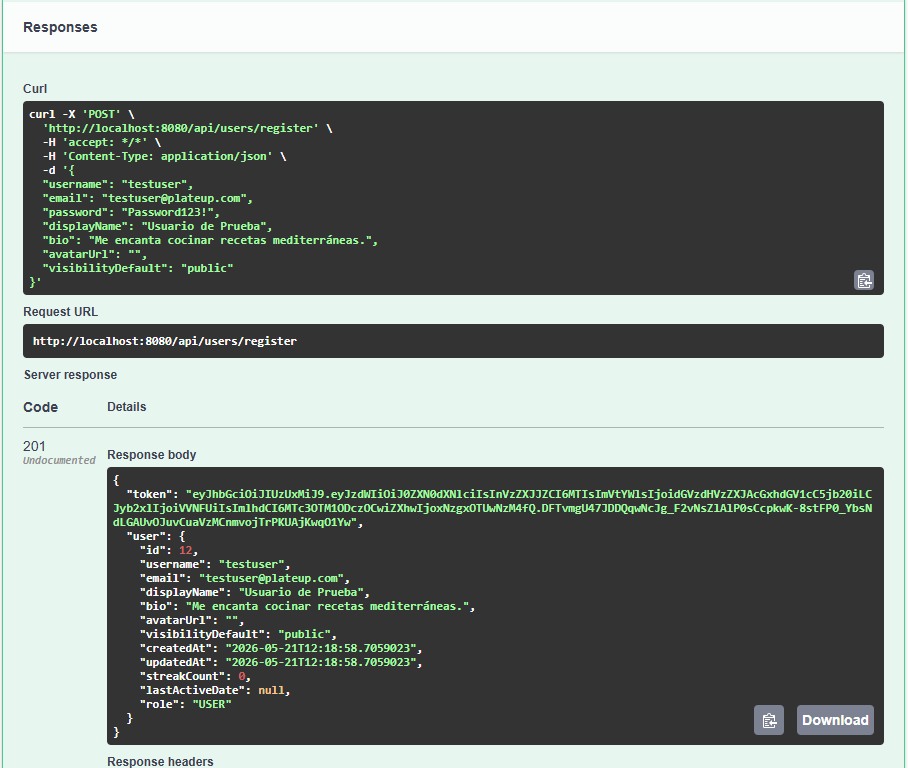 Responses
Curl
curl -X 'POST' \
'http://localhost:8080/api/users/register' \
-H 'accept: */*' \
-H 'Content-Type: application/json' \
-d '{
"username": "testuser",
"email": "testuser@plateup.com",
"password": "Password123!",
"displayName": "Usuario de Prueba",
"bio": "Me encanta cocinar recetas mediterráneas.",
"avatarUrl": "",
"visibilityDefault": "public"
}'
Request URL
http://localhost:8080/api/users/register
Server response
Code Details
201
Undocumented
Response body
{
"token": "eyJhbGciOiJIUzUxMiJ9.eyJzdWIiOiJ0ZXN0dXNlciIsInVzZXJJZCI6MTIsImVtYWlsIjoidGVzdHVzZXJAcGxhdGV1cC5jb20iLC
Jyb2xlIjoiVVNFUiIsImlhdCI6MTc3OTM1ODczOCwiZXhwIjoxNzgxOTUwNzM4fQ.DFTvmgU47JDDQqwNcJg_F2vNsZlAlP0sCcpkwK-8stFP0_YbsN
dLGAUvOJuvCuaVzMCnmvojTrPKUAjKwqO1Yw",
"user": {
"id": 12,
"username": "testuser",
"email": "testuser@plateup.com",
"displayName": "Usuario de Prueba",
"bio": "Me encanta cocinar recetas mediterráneas.",
"avatarUrl": "",
"visibilityDefault": "public",
"createdAt": "2026-05-21T12:18:58.7059023",
"updatedAt": "2026-05-21T12:18:58.7059023",
"streakCount": 0,
"lastActiveDate": null,
"role": "USER"
}
}
Download
Response headers